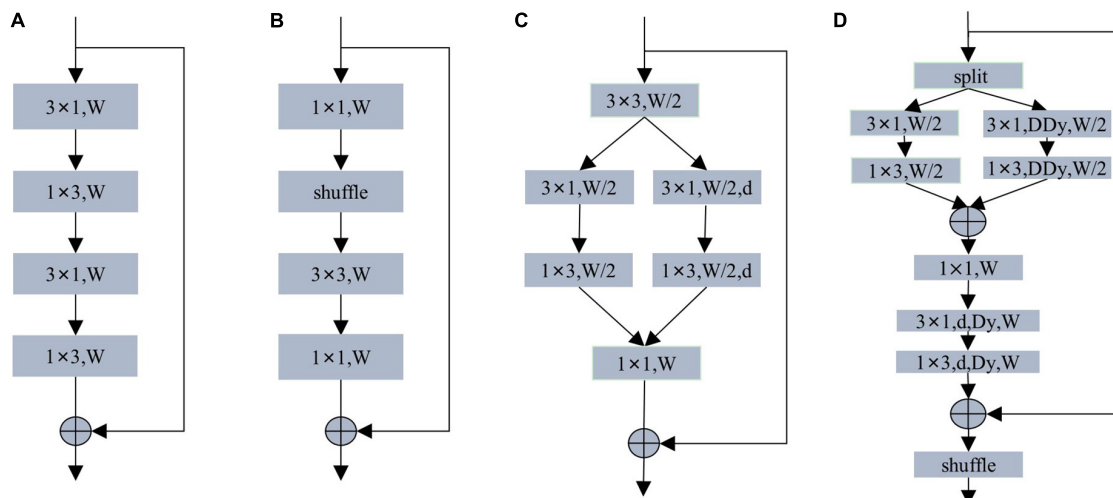 A
3×1,W
1×3,W
3×1,W
1×3,W
B
1×1,W
shuffle
3×3,W
1×1,W
C
3×3,W/2
3×1,W/2
3×1,W/2,d
1×3,W/2
1×3,W/2,d
1×1,W
D
split
3×1,W/2
3×1,DDy,W/2
1×3,W/2
1×3,DDy,W/2
1×1,W
3×1,d,Dy,W
1×3,d,Dy,W
shuffle